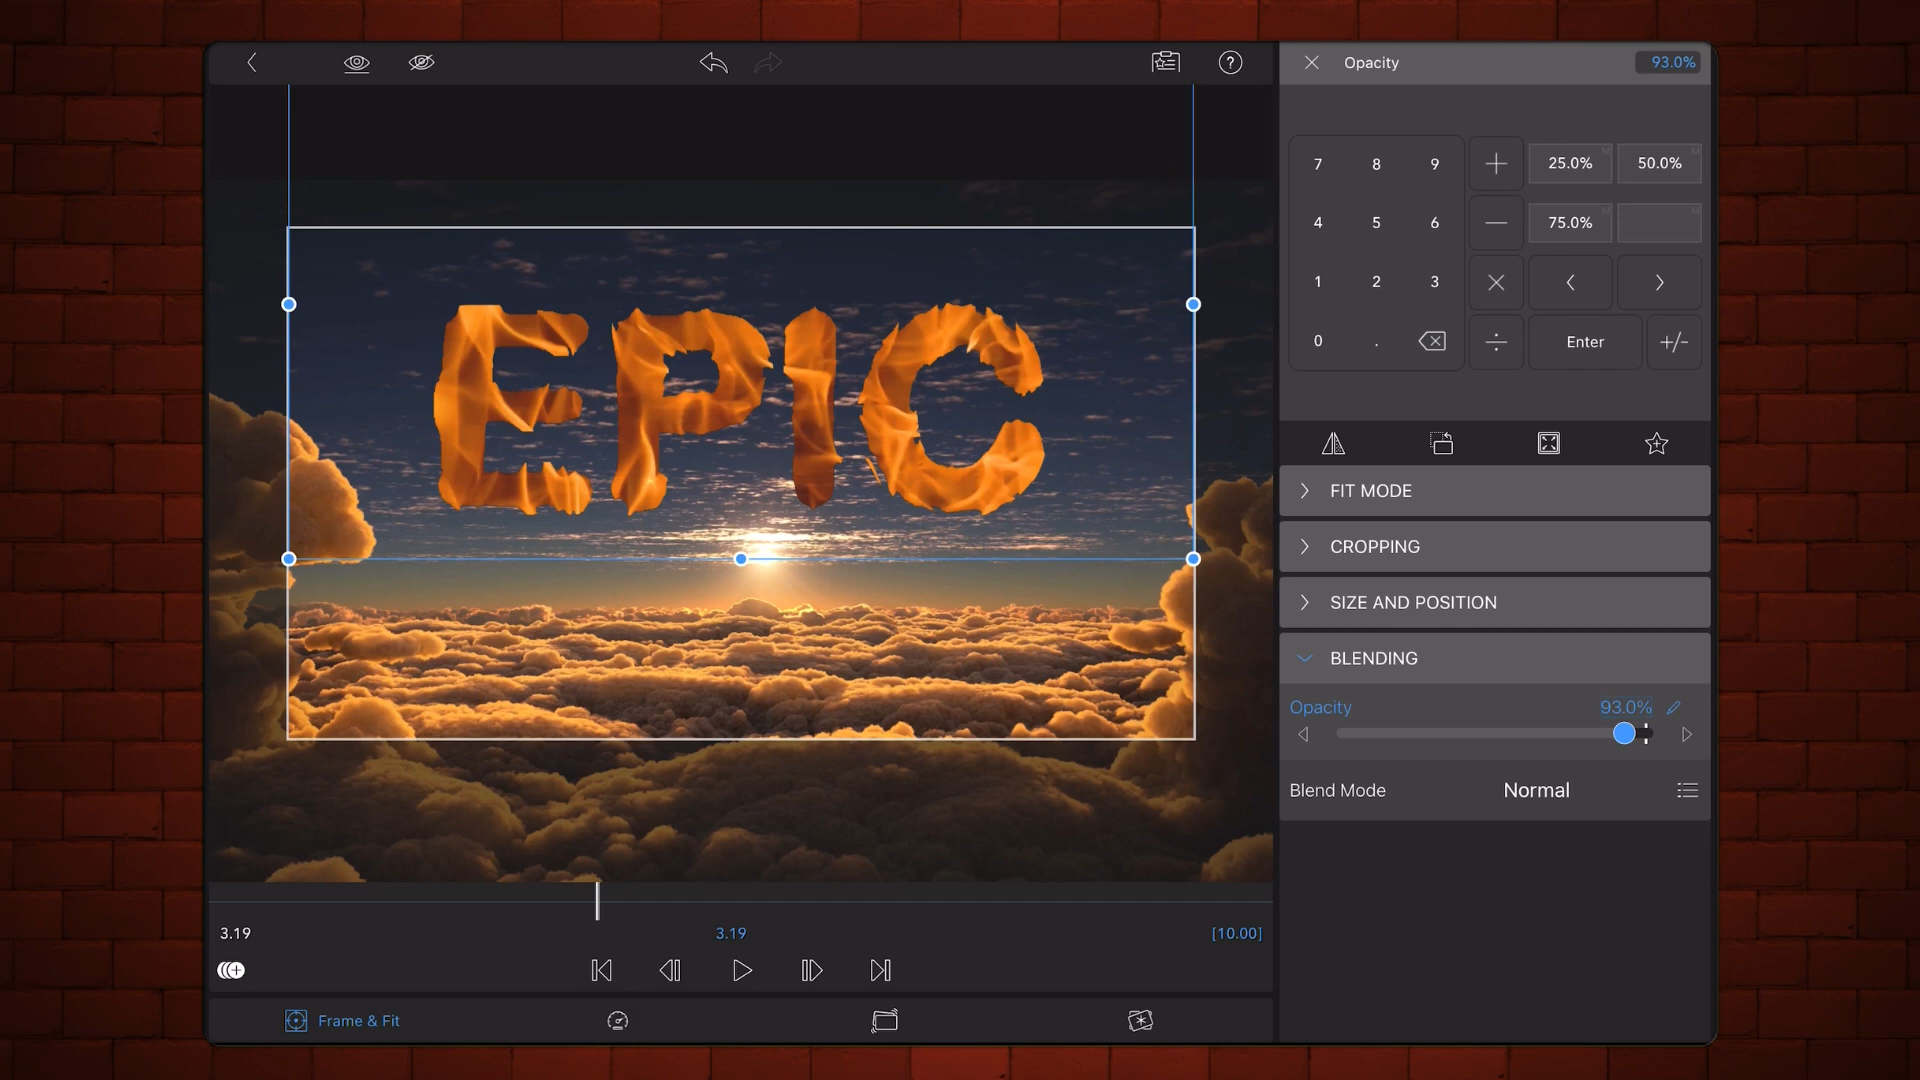 Opacity 93.0%
7 8 9 25.0% 50.0%
4 5 6 75.0%
1 2 3
0 . Enter +/-
EPIC
FIT MODE
CROPPING
SIZE AND POSITION
BLENDING
Opacity 93.0%
Blend Mode Normal
3.19 3.19 [10.00]
Frame & Fit